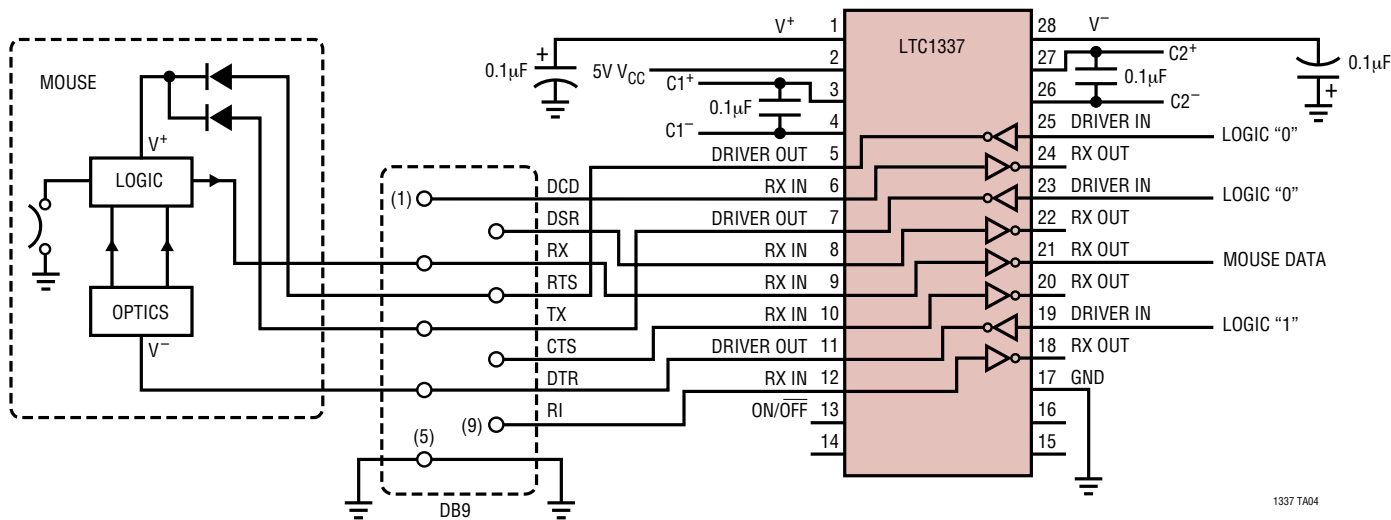 MOUSE
V+
LOGIC
OPTICS
V–
(1)
DCD
DSR
RX
RTS
TX
CTS
DTR
RI
(9)
(5)
DB9
LTC1337
V+ 1
+
0.1µF
5V VCC 2
C1+ 3
0.1µF
C1– 4
DRIVER OUT 5
RX IN 6
DRIVER OUT 7
RX IN 8
RX IN 9
RX IN 10
DRIVER OUT 11
RX IN 12
ON/OFF 13
14
28 V–
0.1µF
+
27 C2+
0.1µF
26 C2–
25 DRIVER IN LOGIC “0”
24 RX OUT
23 DRIVER IN LOGIC “0”
22 RX OUT
21 RX OUT MOUSE DATA
20 RX OUT
19 DRIVER IN LOGIC “1”
18 RX OUT
17 GND
16
15
1337 TA04